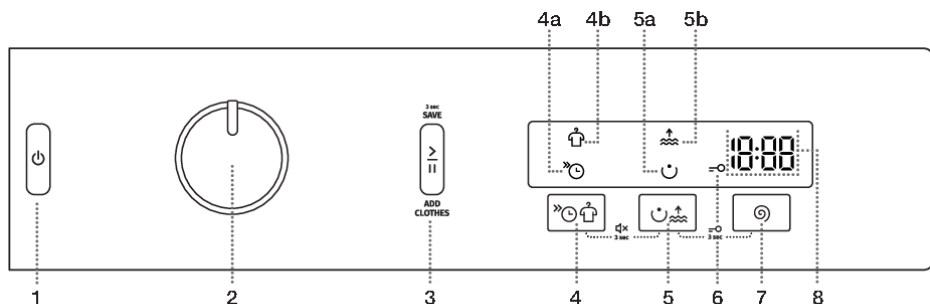 4a 4b 5a 5b
3 sec
SAVE
18:88
ADD
CLOTHES
3 sec 3 sec
1 2 3 4 5 6 7 8